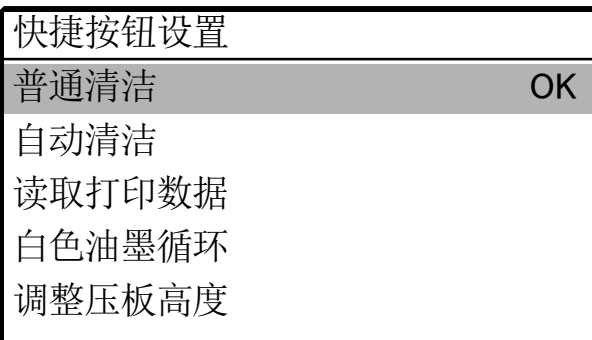 快捷按钮设置
普通清洁 OK
自动清洁
读取打印数据
白色油墨循环
调整压板高度